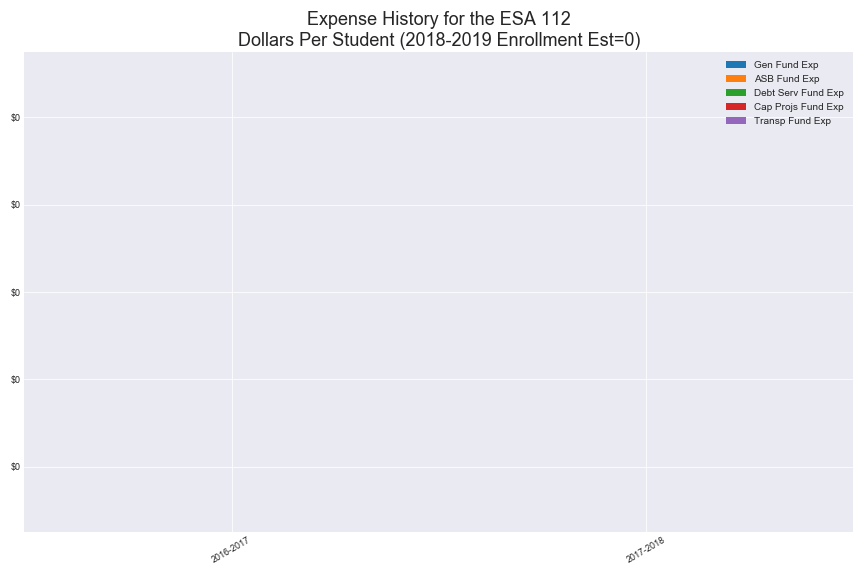 Expense History for the ESA 112
Dollars Per Student (2018-2019 Enrollment Est=0)
Gen Fund Exp
ASB Fund Exp
Debt Serv Fund Exp
Cap Projs Fund Exp
Transp Fund Exp
$0
$0
$0
$0
$0
2016-2017
2017-2018